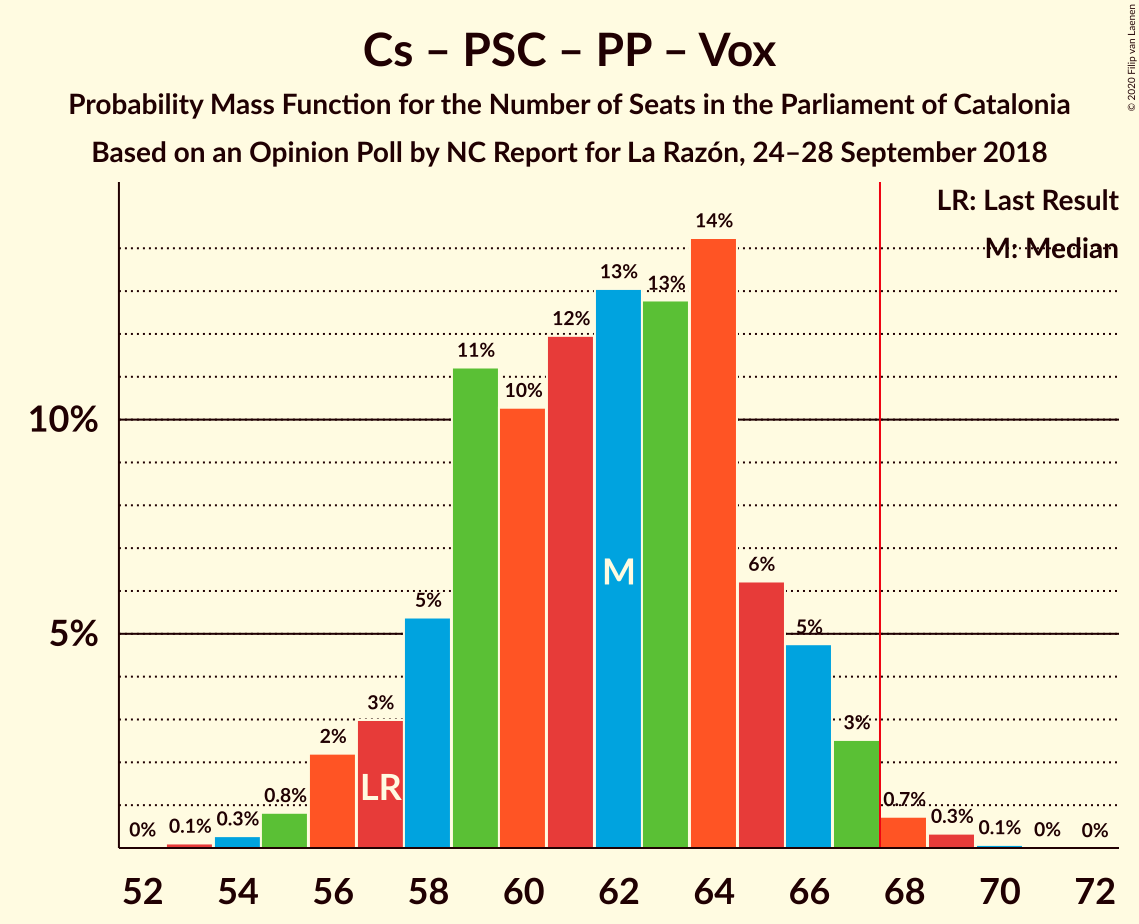 Cs – PSC – PP – Vox
Probability Mass Function for the Number of Seats in the Parliament of Catalonia
Based on an Opinion Poll by NC Report for La Razón, 24–28 September 2018
© 2020 Filip van Laenen
LR: Last Result
M: Median
10%
5%
0%
0.1%
0.3%
0.8%
2%
3%
5%
11%
10%
12%
13%
13%
14%
6%
5%
3%
0.7%
0.3%
0.1%
0%
0%
LR
M
52 54 56 58 60 62 64 66 68 70 72